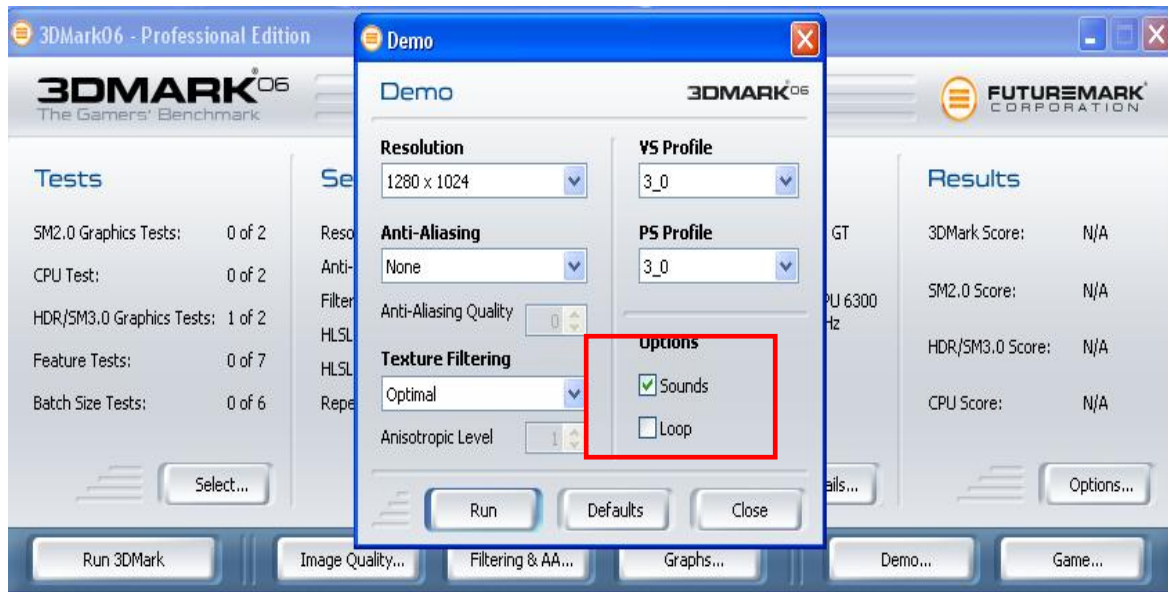 3DMark06 - Professional Edition
Demo
3DMARK 06
The Gamers' Benchmark
Demo
3DMARK 06
FUTUREMARK
CORPORATION
Tests
SM2.0 Graphics Tests: 0 of 2
CPU Test: 0 of 2
HDR/SM3.0 Graphics Tests: 1 of 2
Feature Tests: 0 of 7
Batch Size Tests: 0 of 6
Select...
Se
Reso
Anti-
Filter
HLSL
HLSL
Repe
Resolution
1280 x 1024
Anti-Aliasing
None
Anti-Aliasing Quality 0
Texture Filtering
Optimal
Anisotropic Level 1
VS Profile
3_0
PS Profile
3_0
Options
Sounds
Loop
Run Defaults Close
GT
PU 6300
Hz
ails...
Results
3DMark Score: N/A
SM2.0 Score: N/A
HDR/SM3.0 Score: N/A
CPU Score: N/A
Options...
Run 3DMark Image Quality... Filtering & AA... Graphs... Demo... Game...